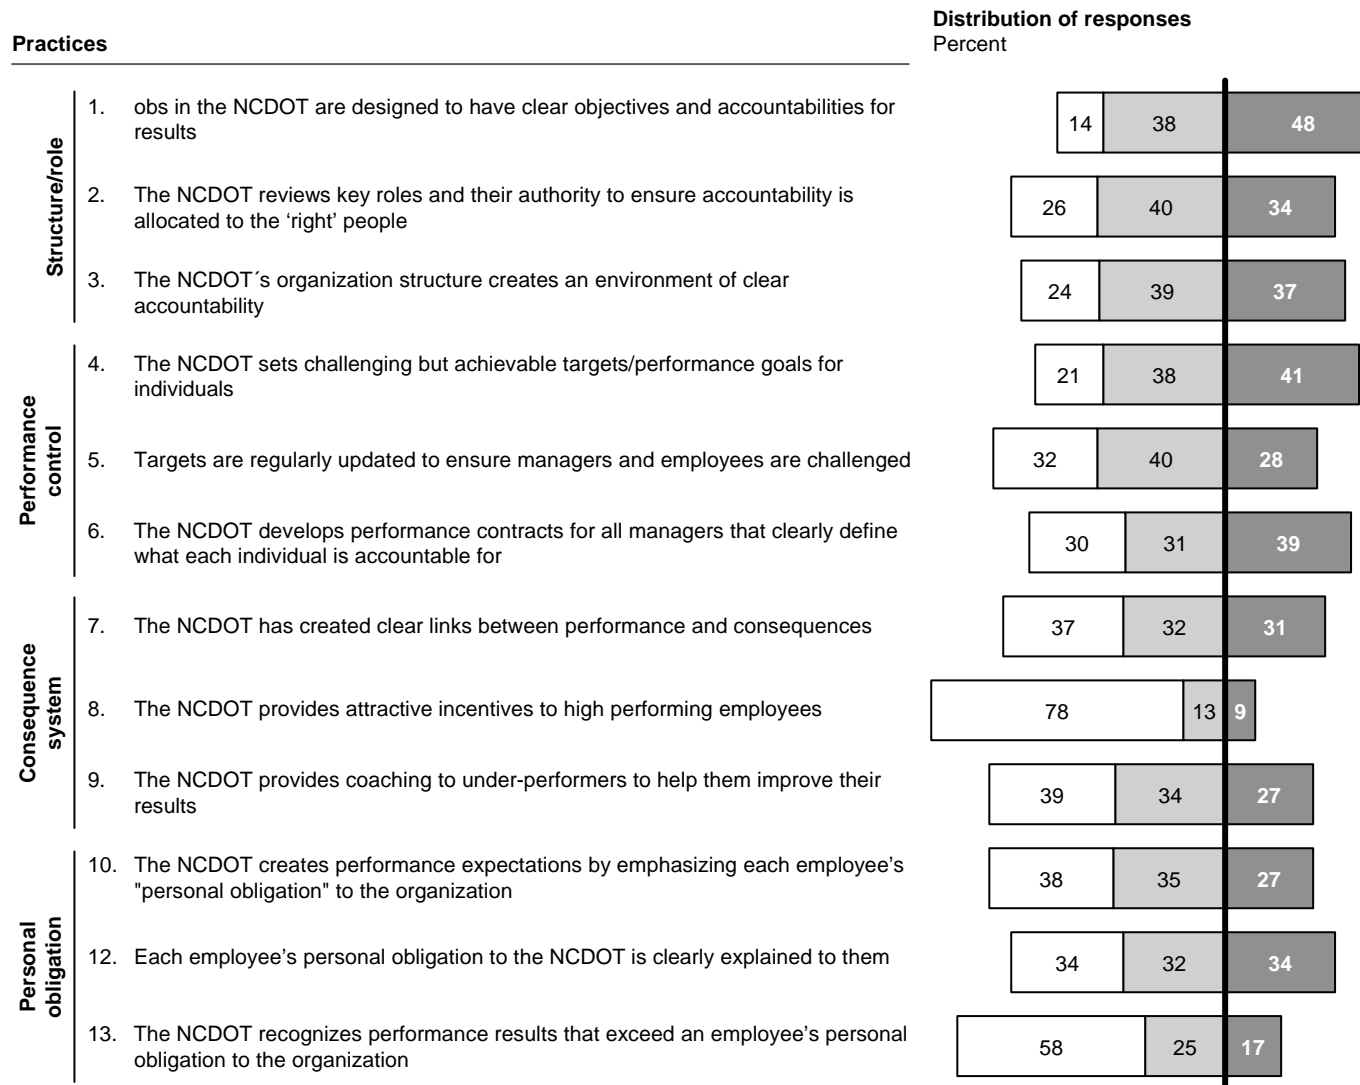 Distribution of responses
Practices
Percent
Structure/role
1. obs in the NCDOT are designed to have clear objectives and accountabilities for
results
14 38 48
2. The NCDOT reviews key roles and their authority to ensure accountability is
allocated to the ‘right’ people
26 40 34
3. The NCDOT´s organization structure creates an environment of clear
accountability
24 39 37
Performance
control
4. The NCDOT sets challenging but achievable targets/performance goals for
individuals
21 38 41
5. Targets are regularly updated to ensure managers and employees are challenged
32 40 28
6. The NCDOT develops performance contracts for all managers that clearly define
what each individual is accountable for
30 31 39
Consequence
system
7. The NCDOT has created clear links between performance and consequences
37 32 31
8. The NCDOT provides attractive incentives to high performing employees
78 13 9
9. The NCDOT provides coaching to under-performers to help them improve their
results
39 34 27
Personal
obligation
10. The NCDOT creates performance expectations by emphasizing each employee’s
"personal obligation" to the organization
38 35 27
12. Each employee’s personal obligation to the NCDOT is clearly explained to them
34 32 34
13. The NCDOT recognizes performance results that exceed an employee’s personal
obligation to the organization
58 25 17